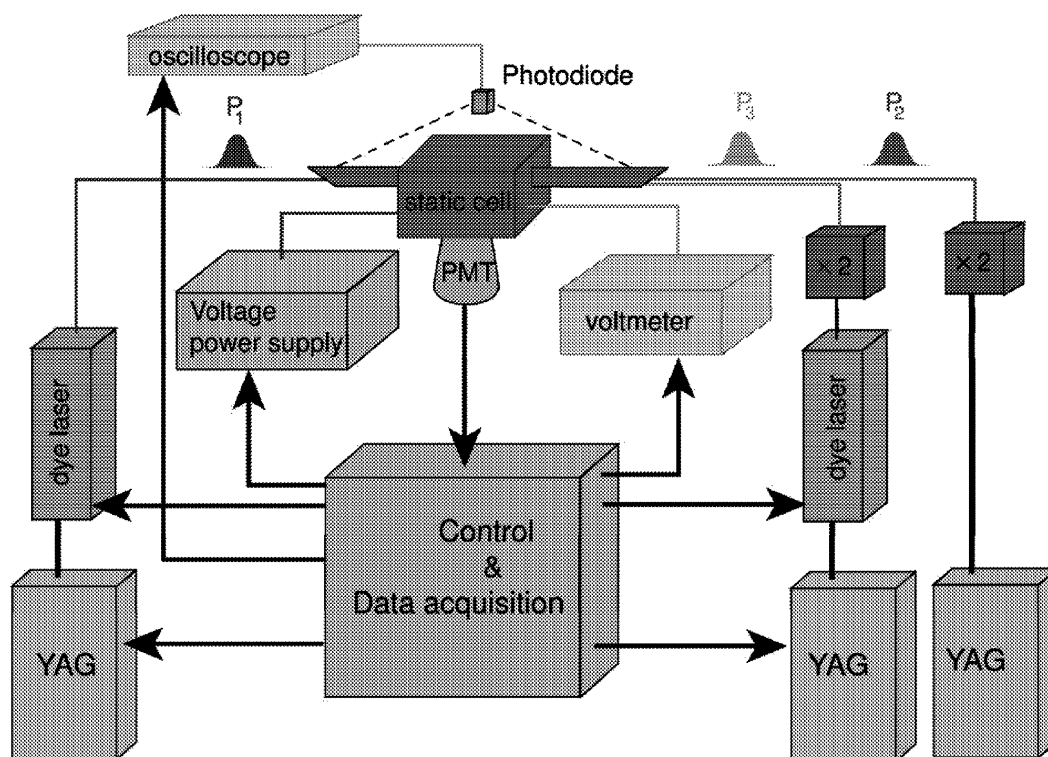 oscilloscope
Photodiode
P1
P3
P2
static cell
PMT
×2
×2
Voltage
power supply
voltmeter
dye laser
dye laser
Control
&
Data acquisition
YAG
YAG
YAG